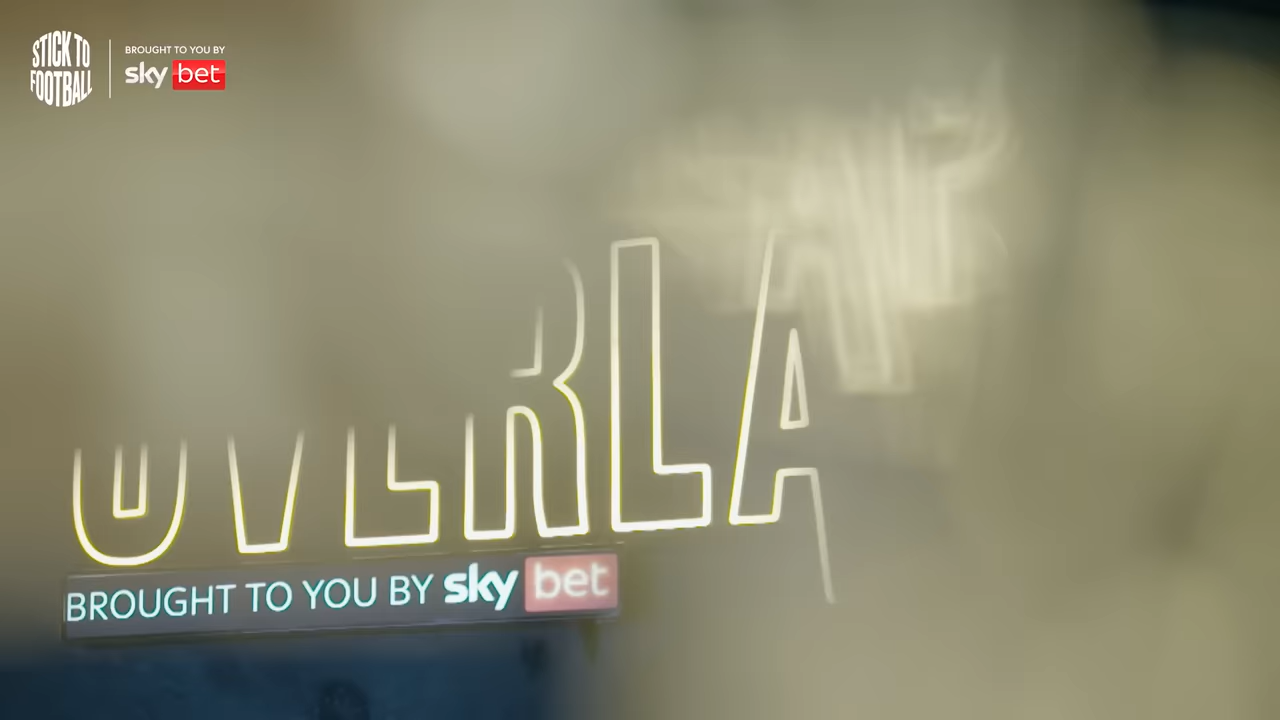 STICK TO
FOOTBALL
BROUGHT TO YOU BY
sky bet
OVERLA
BROUGHT TO YOU BY sky bet